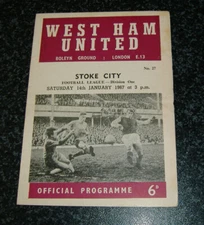 WEST HAM
UNITED
BOLEYN GROUND : LONDON E.13
No. 37
STOKE CITY
FOOTBALL LEAGUE—Division One
SATURDAY 14th JANUARY 1967 at 3 p.m.
OFFICIAL PROGRAMME 6D